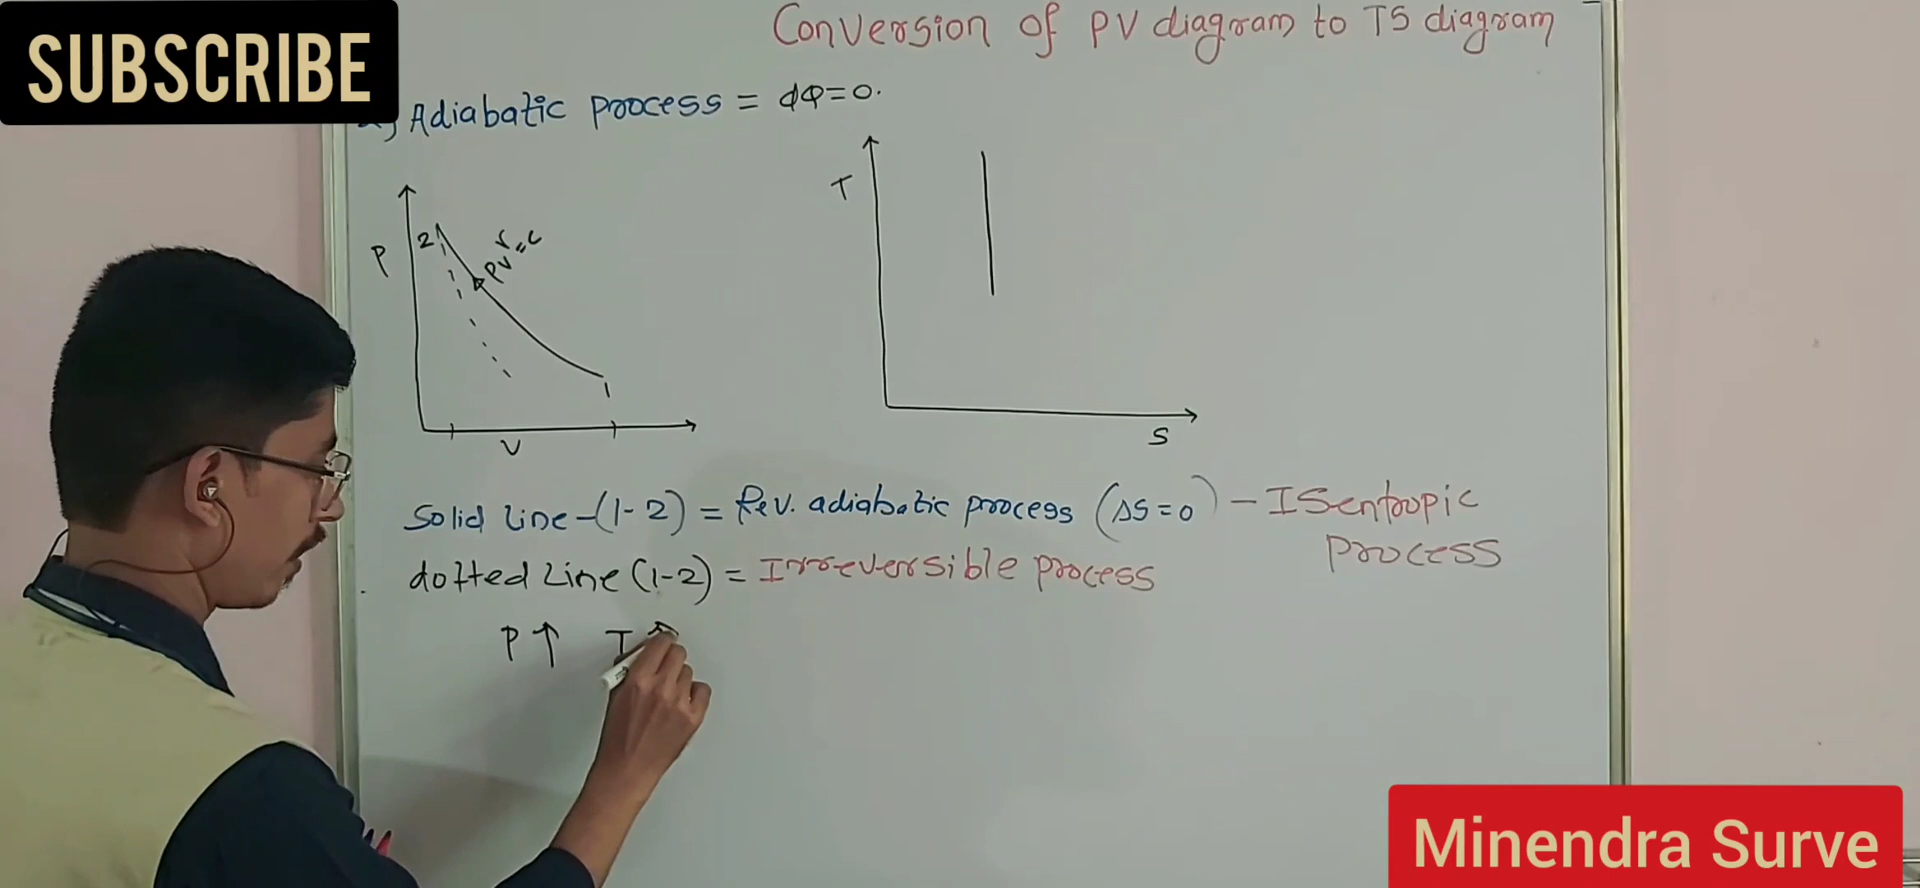 SUBSCRIBE
Conversion of PV diagram to TS diagram
Adiabatic process = dQ=0.
T
P
2
PVʳ=C
1
V
S
Solid Line-(1-2) = Rev. adiabatic process (ΔS=0) - ISentropic process
dotted Line (1-2) = Irreversible process
P↑ T↑
Minendra Surve